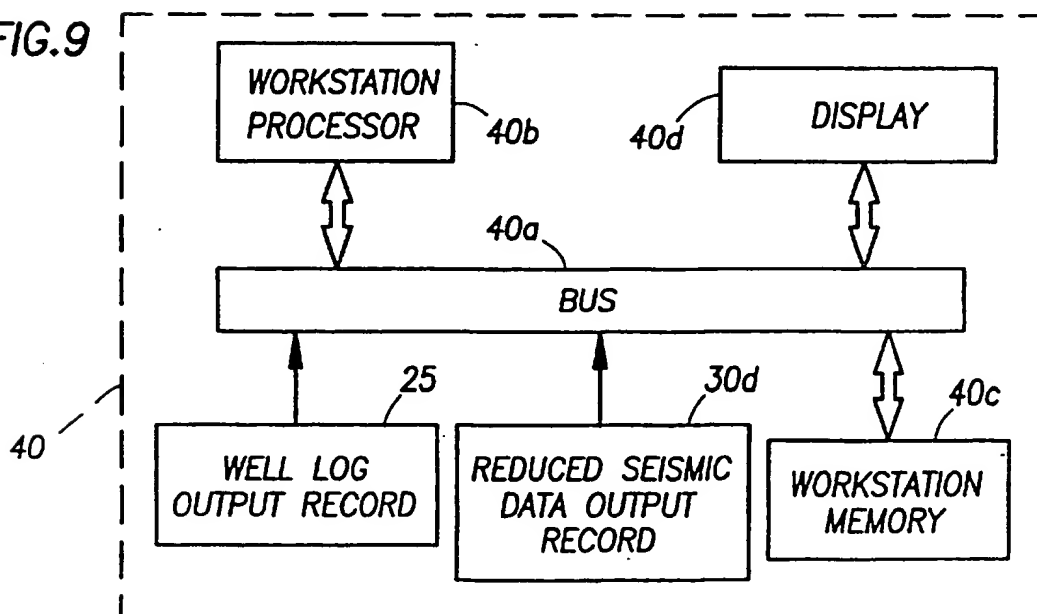 FIG.9
WORKSTATION
PROCESSOR
40b
40d
DISPLAY
40a
BUS
25
30d
40c
40
WELL LOG
OUTPUT RECORD
REDUCED SEISMIC
DATA OUTPUT
RECORD
WORKSTATION
MEMORY